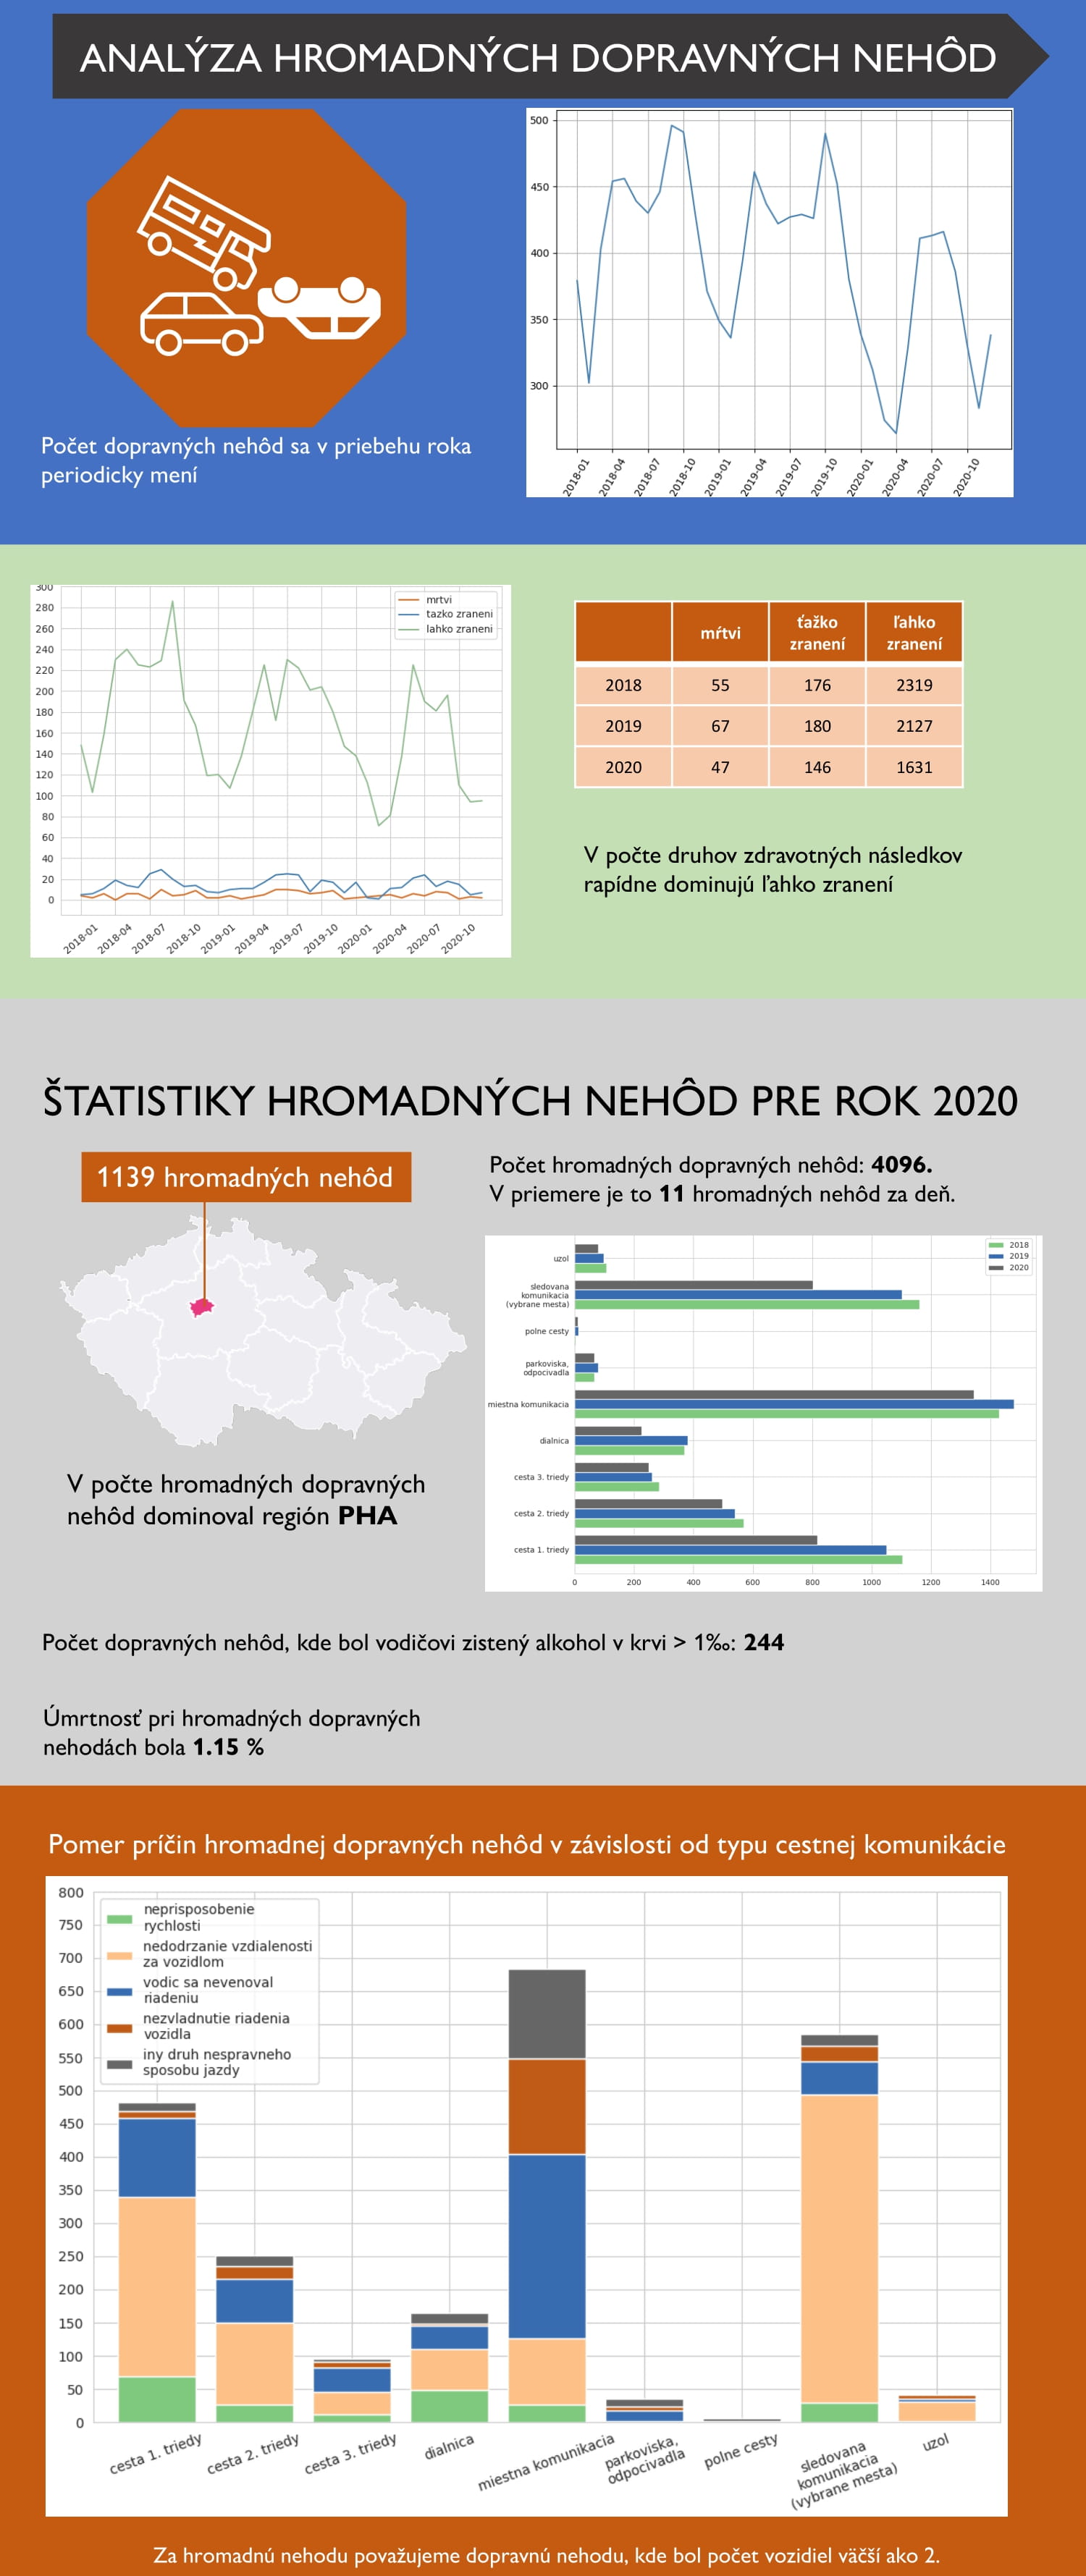 ANALÝZA HROMADNÝCH DOPRAVNÝCH NEHÔD
500
450
400
350
300
2018-01
2018-04
2018-07
2018-10
2019-01
2019-04
2019-07
2019-10
2020-01
2020-04
2020-07
2020-10
Počet dopravných nehôd sa v priebehu roka
periodicky mení
300
280
260
240
220
200
180
160
140
120
100
80
60
40
20
0
mrtvi
tazko zraneni
lahko zraneni
2018-01
2018-04
2018-07
2018-10
2019-01
2019-04
2019-07
2019-10
2020-01
2020-04
2020-07
2020-10
mŕtvi ťažko zranení ľahko zranení
2018 55 176 2319
2019 67 180 2127
2020 47 146 1631
V počte druhov zdravotných následkov
rapídne dominujú ľahko zranení
ŠTATISTIKY HROMADNÝCH NEHÔD PRE ROK 2020
1139 hromadných nehôd
Počet hromadných dopravných nehôd: 4096.
V priemere je to 11 hromadných nehôd za deň.
2018
2019
2020
uzol
sledovana
komunikacia
(vybrane mesta)
polne cesty
parkoviska,
odpocivadla
miestna komunikacia
dialnica
cesta 3. triedy
cesta 2. triedy
cesta 1. triedy
0 200 400 600 800 1000 1200 1400
V počte hromadných dopravných
nehôd dominoval región PHA
Počet dopravných nehôd, kde bol vodičovi zistený alkohol v krvi > 1‰: 244
Úmrtnosť pri hromadných dopravných
nehodách bola 1.15 %
Pomer príčin hromadnej dopravných nehôd v závislosti od typu cestnej komunikácie
800
750
700
650
600
550
500
450
400
350
300
250
200
150
100
50
0
neprisposobenie
rychlosti
nedodrzanie vzdialenosti
za vozidlom
vodic sa nevenoval
riadeniu
nezvladnutie riadenia
vozidla
iny druh nespravneho
sposobu jazdy
cesta 1. triedy
cesta 2. triedy
cesta 3. triedy
dialnica
miestna komunikacia
parkoviska,
odpocivadla
polne cesty
sledovana
komunikacia
(vybrane mesta)
uzol
Za hromadnú nehodu považujeme dopravnú nehodu, kde bol počet vozidiel väčší ako 2.